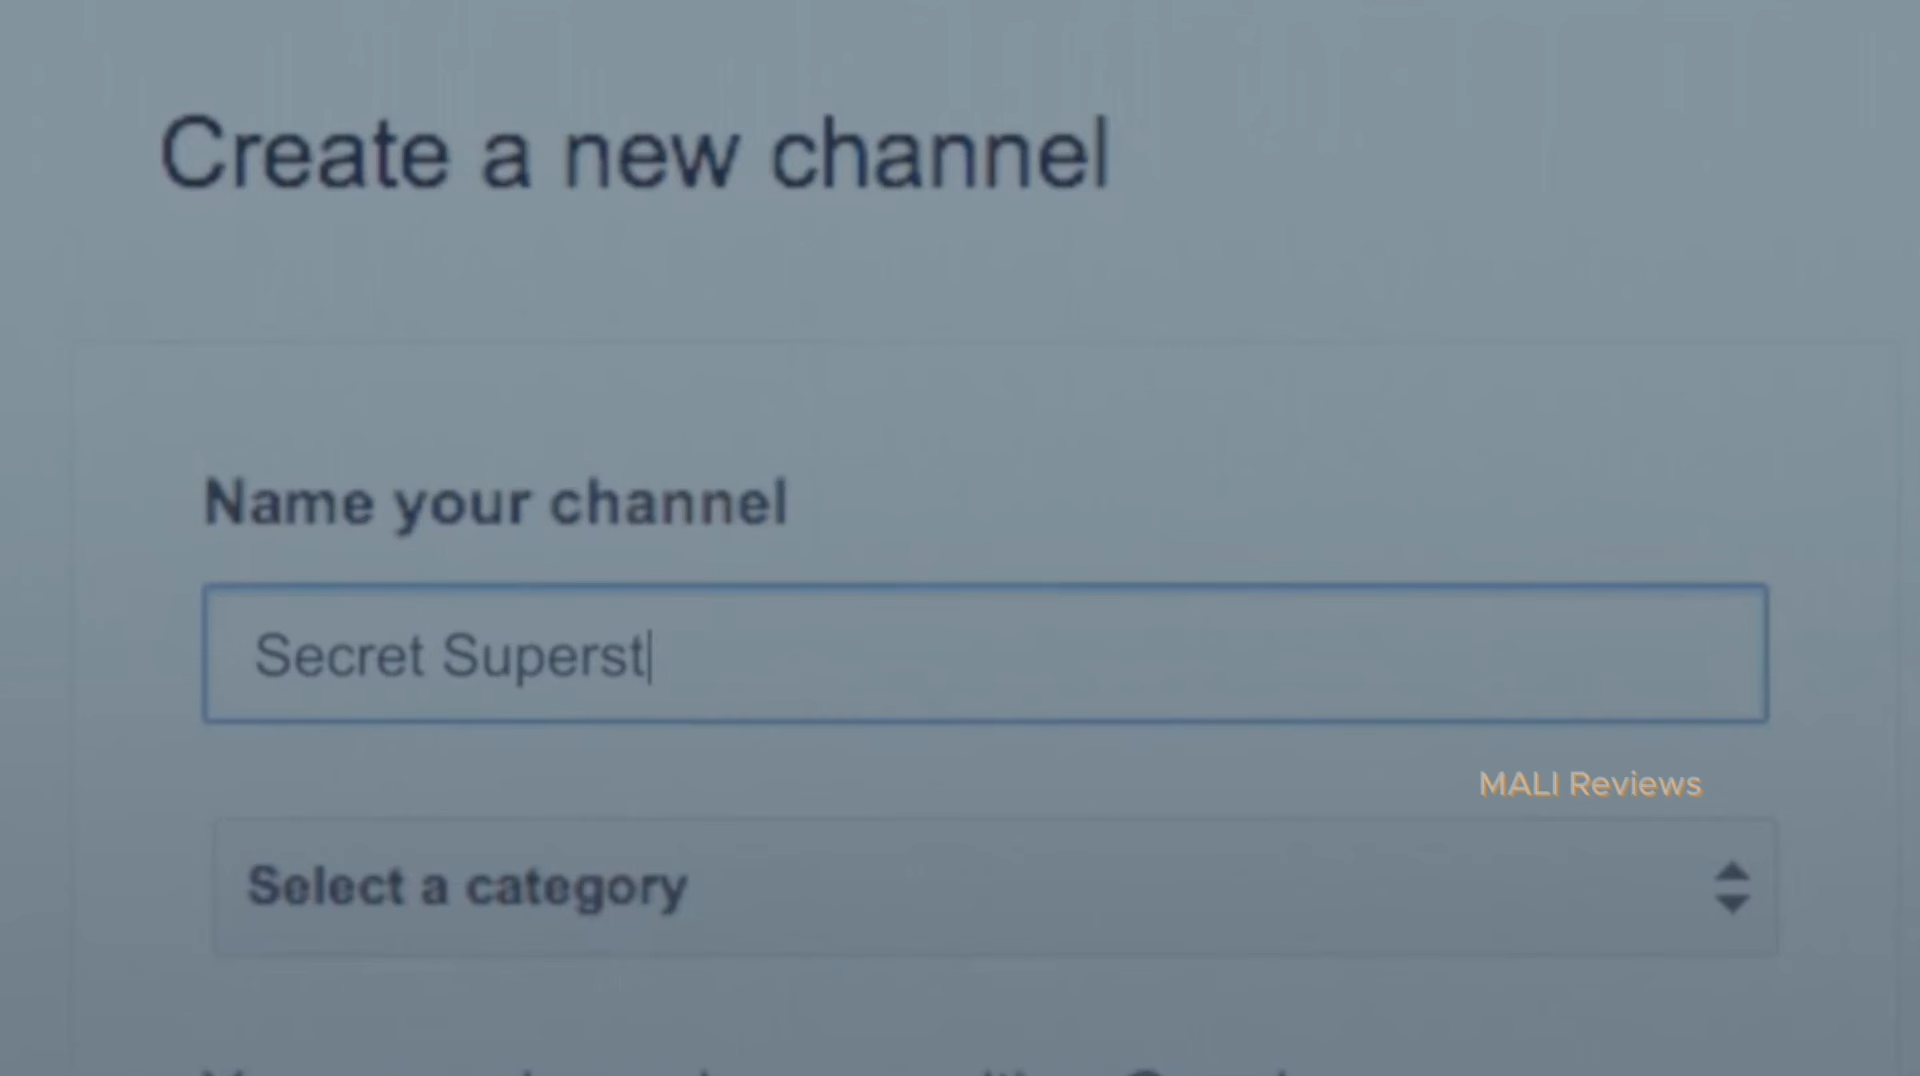 Create a new channel
Name your channel
Secret Superst
MALI Reviews
Select a category